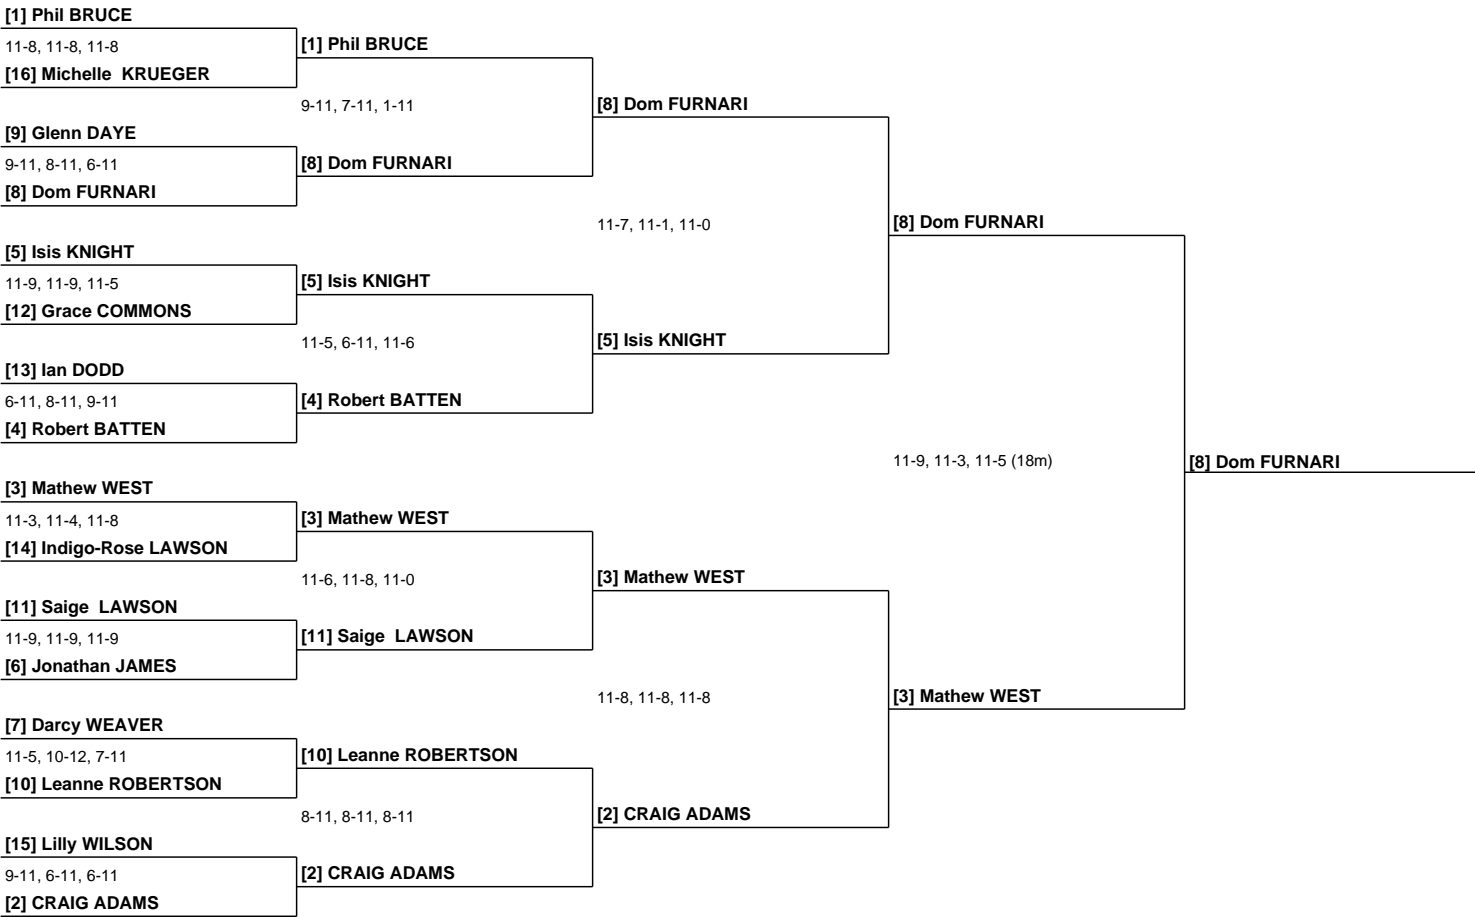 [1] Phil BRUCE
11-8, 11-8, 11-8
[16] Michelle  KRUEGER
[9] Glenn DAYE
9-11, 8-11, 6-11
[8] Dom FURNARI
[5] Isis KNIGHT
11-9, 11-9, 11-5
[12] Grace COMMONS
[13] Ian DODD
6-11, 8-11, 9-11
[4] Robert BATTEN
[3] Mathew WEST
11-3, 11-4, 11-8
[14] Indigo-Rose LAWSON
[11] Saige  LAWSON
11-9, 11-9, 11-9
[6] Jonathan JAMES
[7] Darcy WEAVER
11-5, 10-12, 7-11
[10] Leanne ROBERTSON
[15] Lilly WILSON
9-11, 6-11, 6-11
[2] CRAIG ADAMS
[1] Phil BRUCE
9-11, 7-11, 1-11
[8] Dom FURNARI
[5] Isis KNIGHT
11-5, 6-11, 11-6
[4] Robert BATTEN
[3] Mathew WEST
11-6, 11-8, 11-0
[11] Saige  LAWSON
[10] Leanne ROBERTSON
8-11, 8-11, 8-11
[2] CRAIG ADAMS
[8] Dom FURNARI
11-7, 11-1, 11-0
[5] Isis KNIGHT
[3] Mathew WEST
11-8, 11-8, 11-8
[2] CRAIG ADAMS
[8] Dom FURNARI
11-9, 11-3, 11-5 (18m)
[3] Mathew WEST
[8] Dom FURNARI